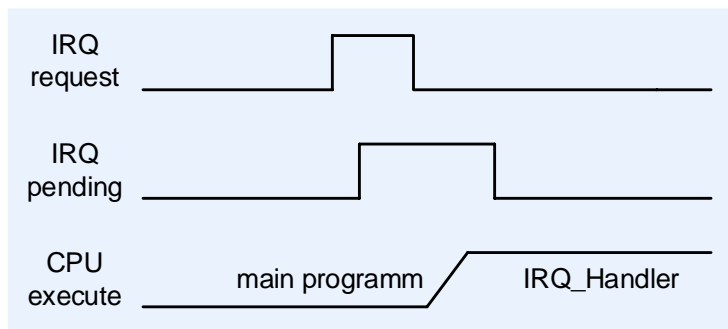 IRQ
request
IRQ
pending
CPU
execute
main programm
IRQ_Handler